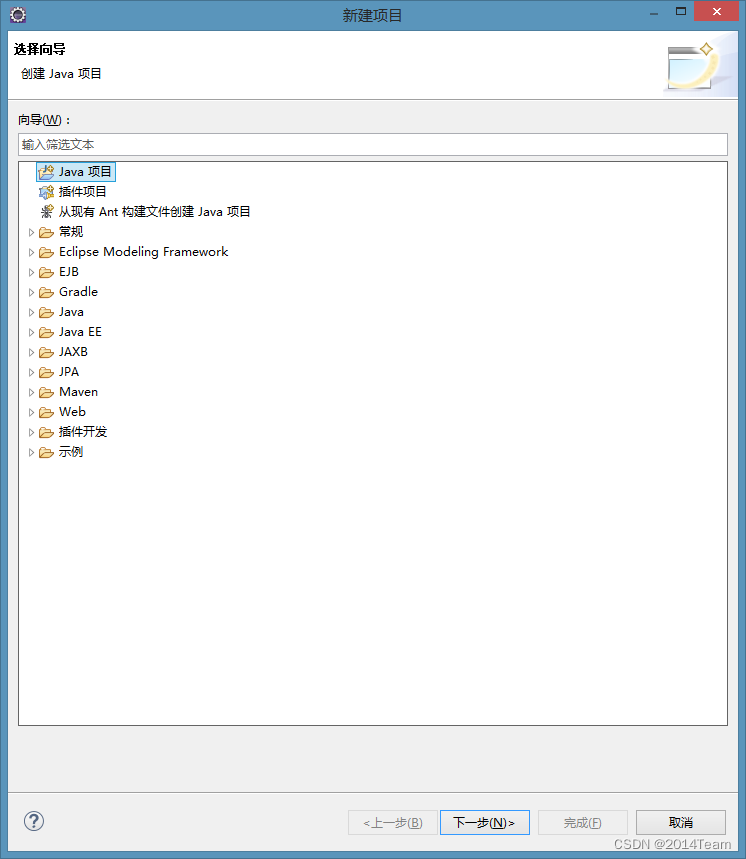 新建项目
选择向导
创建 Java 项目
向导(W)：
输入筛选文本
Java 项目
插件项目
从现有 Ant 构建文件创建 Java 项目
常规
Eclipse Modeling Framework
EJB
Gradle
Java
Java EE
JAXB
JPA
Maven
Web
插件开发
示例
<上一步(B) 下一步(N)> 完成(F) 取消
CSDN @2014Team